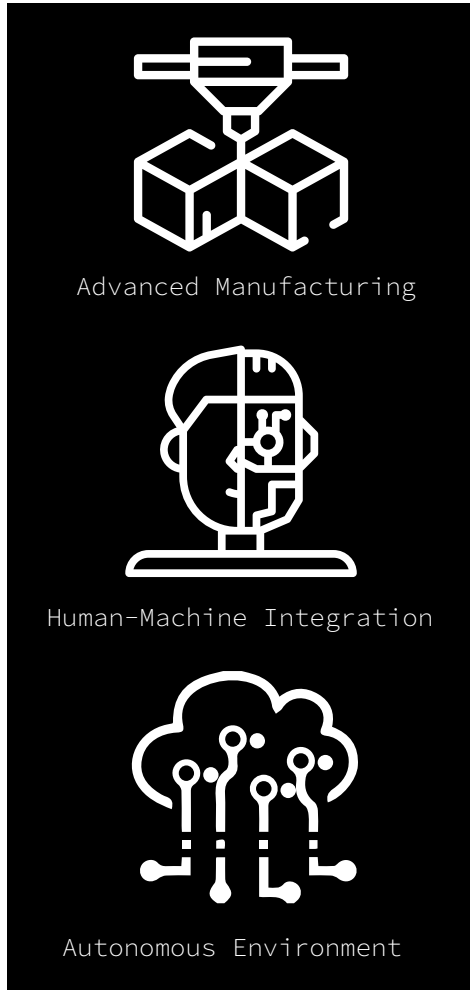 Advanced Manufacturing
Human-Machine Integration
Autonomous Environment